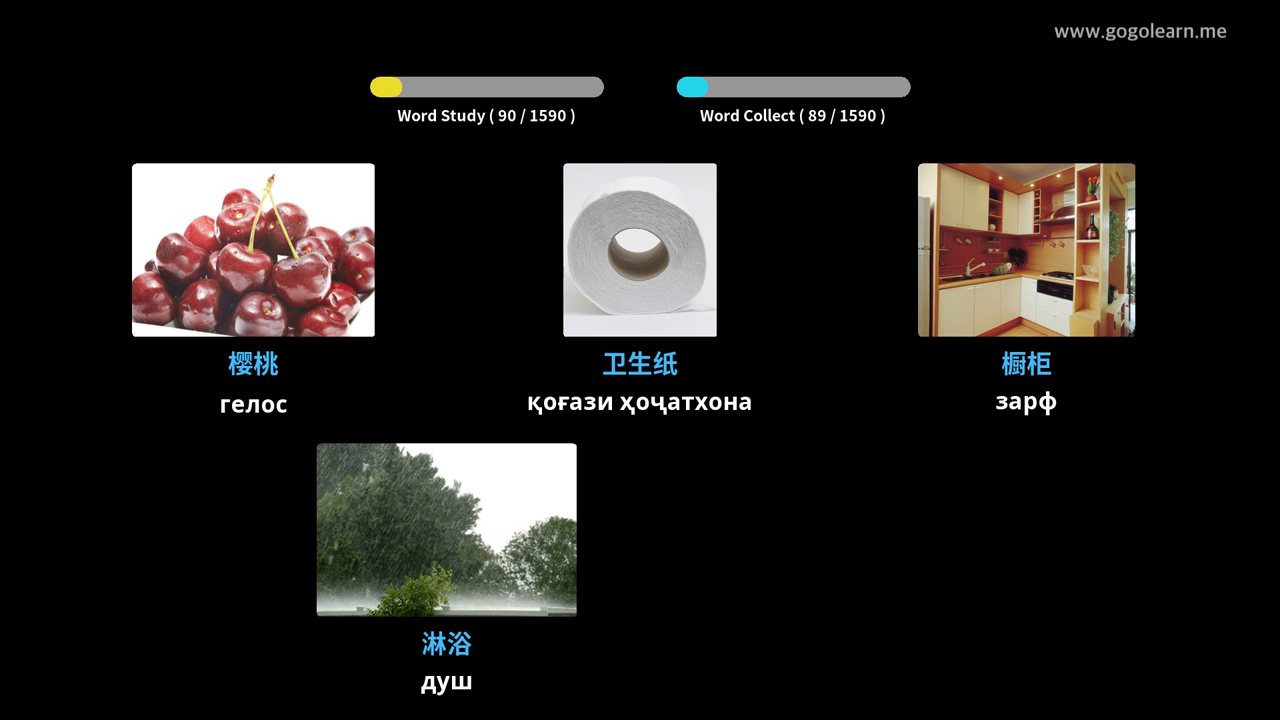 www.gogolearn.me
Word Study ( 90 / 1590 )
Word Collect ( 89 / 1590 )
樱桃
гелос
卫生纸
қоғази ҳоҷатхона
橱柜
зарф
淋浴
душ